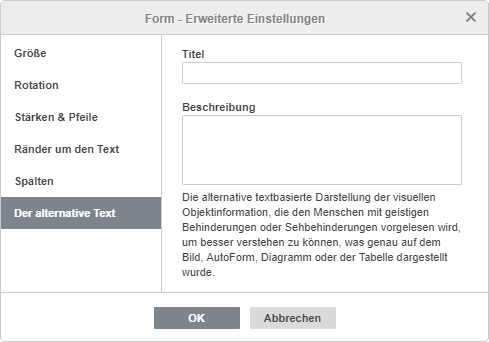 Form - Erweiterte Einstellungen
Größe
Rotation
Stärken & Pfeile
Ränder um den Text
Spalten
Der alternative Text
Titel
Beschreibung
Die alternative textbasierte Darstellung der visuellen
Objektinformation, die den Menschen mit geistigen
Behinderungen oder Sehbehinderungen vorgelesen wird,
um besser verstehen zu können, was genau auf dem
Bild, AutoForm, Diagramm oder der Tabelle dargestellt
wurde.
OK
Abbrechen